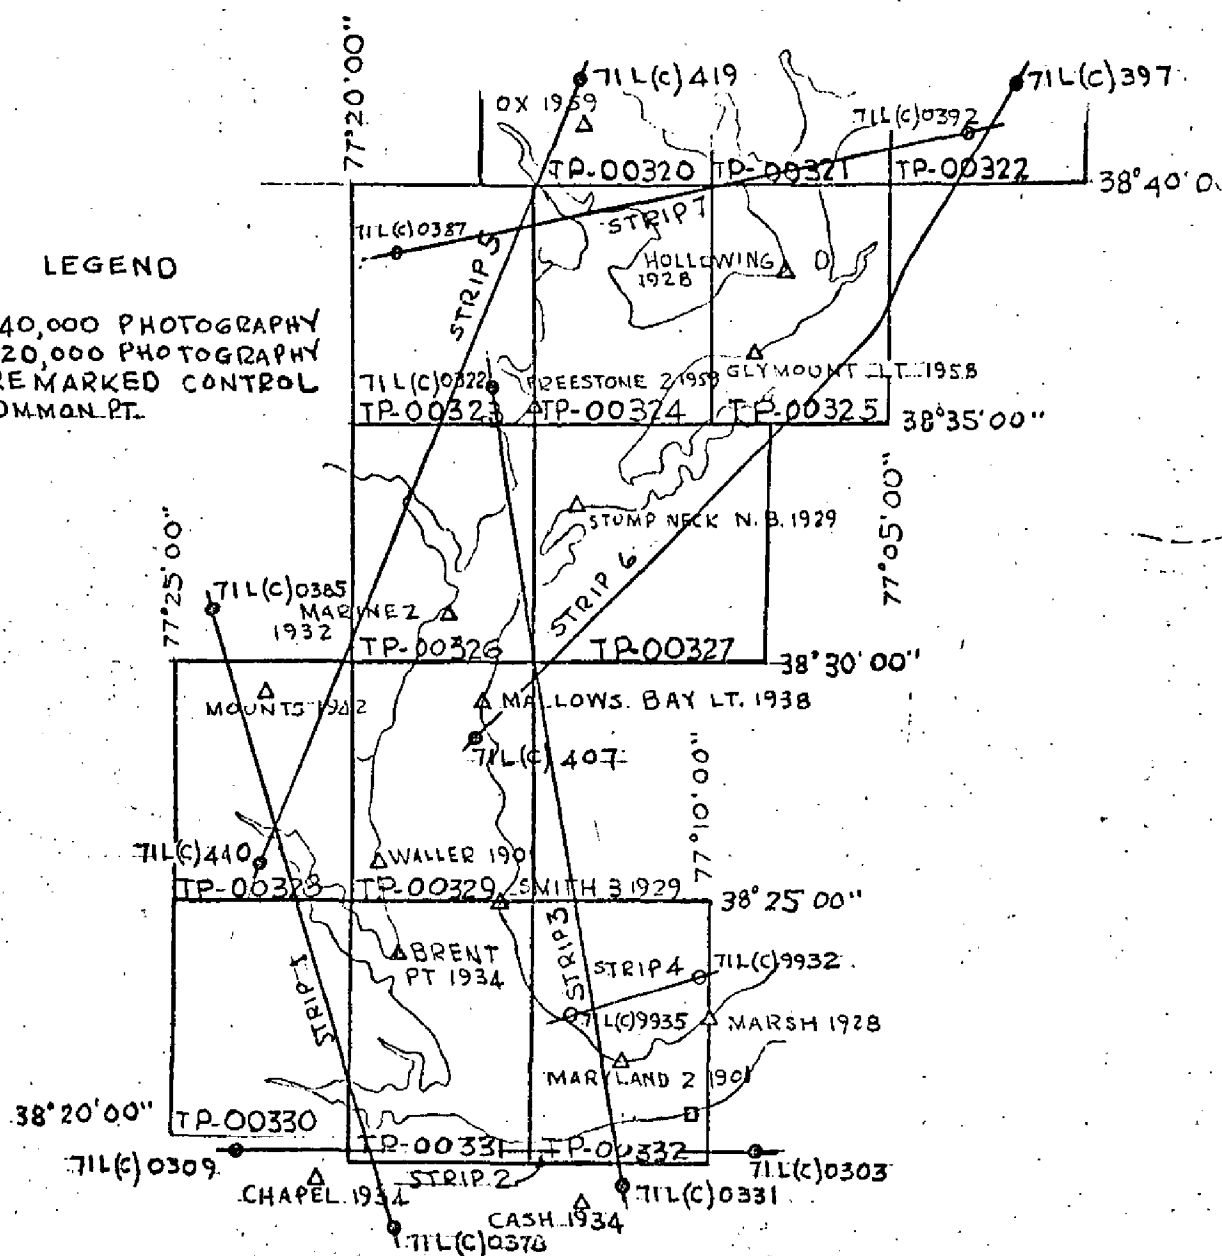 77°20'00"
71L(C)419
71L(C)397
OX 1959
71L(C)0392
TP-00320
TP-00321
TP-00322
38°40'0
71L(C)0387
STRIP 7
LEGEND
STRIP 5
HOLLOWING
1928
40,000 PHOTOGRAPHY
20,000 PHOTOGRAPHY
REMARKED CONTROL
OMMON PT.
71L(C)0322
FREESTONE 2 1959
GLYMOUNT LT. 1958
TP-00323
TP-00324
TP-00325
38°35'00"
77°25'00"
STUMP NECK N.B. 1929
77°05'00"
71L(C)0385
STRIP 6
MARINE 2
1932
TP-00326
TP-00327
38°30'00"
MOUNTS
MALLOWS BAY LT. 1938
71L(C)407
77°10'00"
71L(C)440
WALLER 190
TP-00328
TP-00329
SMITH 3 1929
38°25'00"
BRENT
PT 1934
STRIP 3
STRIP 4
71L(C)9932
STRIP 1
71L(C)9935
MARSH 1928
MARYLAND 2 1901
38°20'00"
TP-00330
TP-00331
TP-00332
71L(C)0309
71L(C)0303
CHAPEL 1934
STRIP 2
71L(C)0331
CASH 1934
71L(C)0378